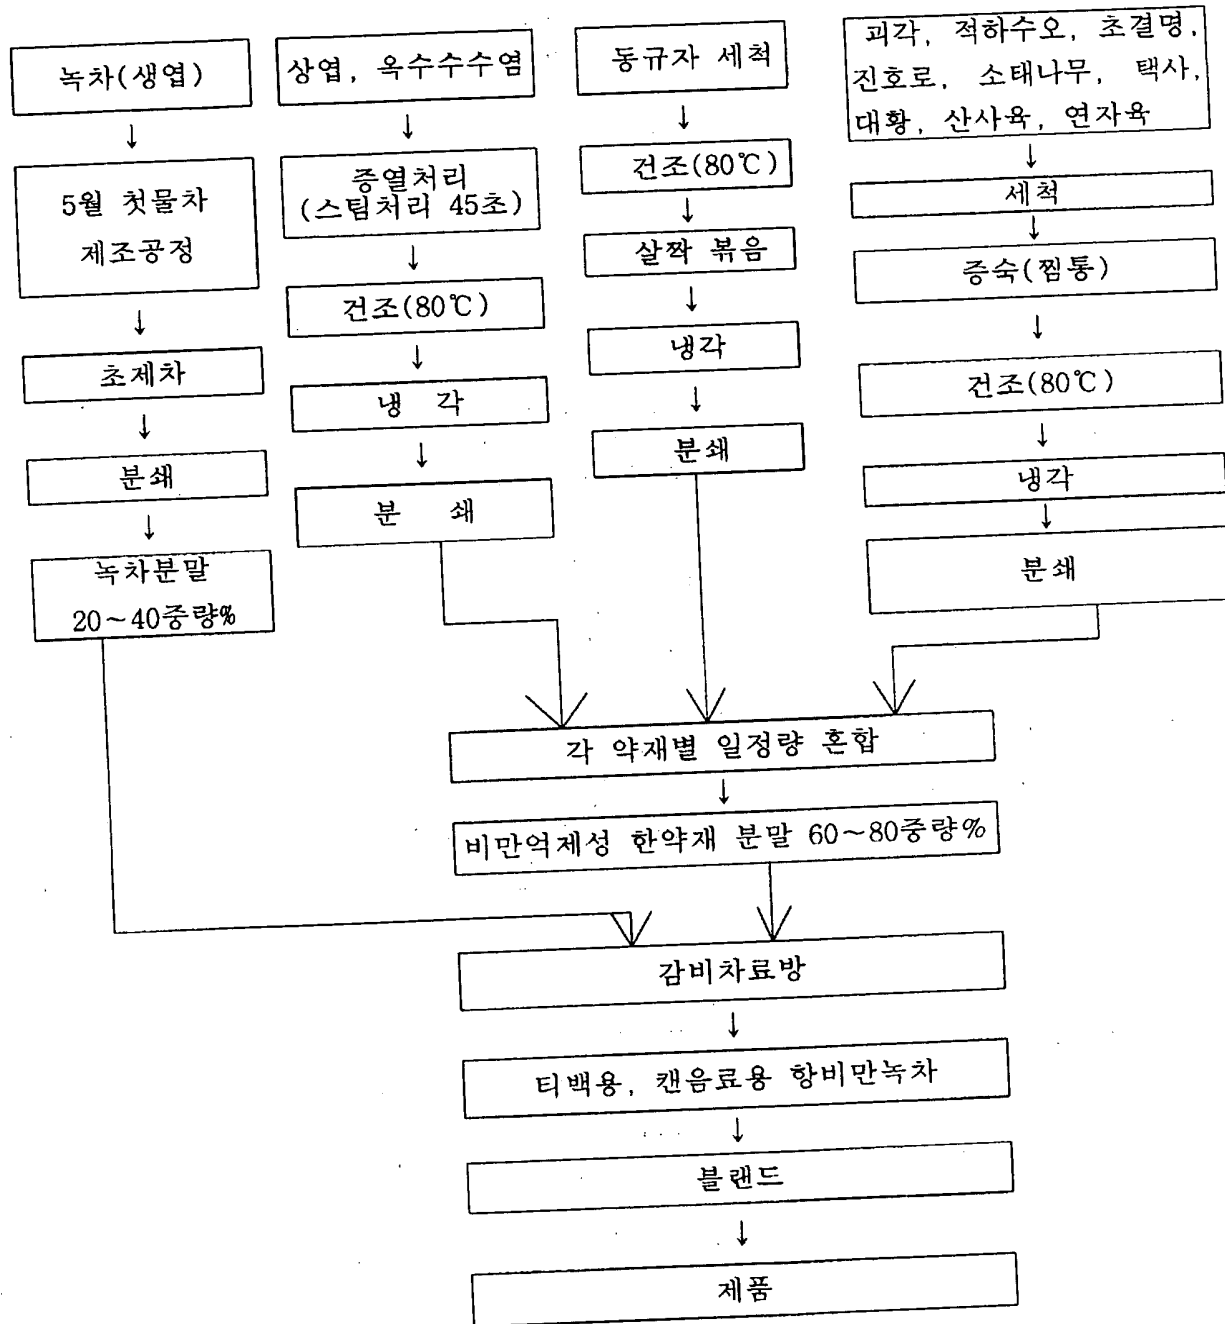 녹차(생엽)
↓
5월 첫물차
제조공정
↓
초제차
↓
분쇄
↓
녹차분말
20~40중량%
상엽, 옥수수수염
↓
증열처리
(스팀처리 45초)
↓
건조(80℃)
↓
냉 각
↓
분 쇄
동규자 세척
↓
건조(80℃)
↓
살짝 볶음
↓
냉각
↓
분쇄
괴각, 적하수오, 초결명,
진호로, 소태나무, 택사,
대황, 산사육, 연자육
↓
세척
↓
증숙(찜통)
↓
건조(80℃)
↓
냉각
↓
분쇄
각 약재별 일정량 혼합
↓
비만억제성 한약재 분말 60~80중량%
감비차료방
↓
티백용, 캔음료용 항비만녹차
↓
블랜드
↓
제품